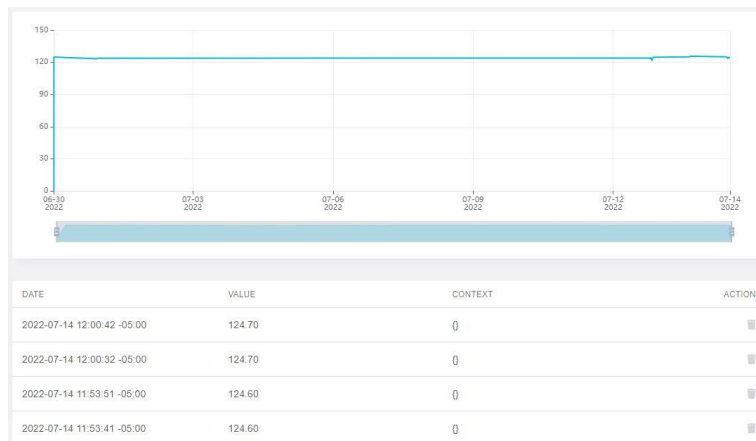 150
120
90
60
30
0
06-30 07-03 07-06 07-09 07-12 07-14
2022 2022 2022 2022 2022 2022
DATE VALUE CONTEXT ACTION
2022-07-14 12:00:42 -05:00 124.70 {}
2022-07-14 12:00:32 -05:00 124.70 {}
2022-07-14 11:53:51 -05:00 124.60 {}
2022-07-14 11:53:41 -05:00 124.60 {}